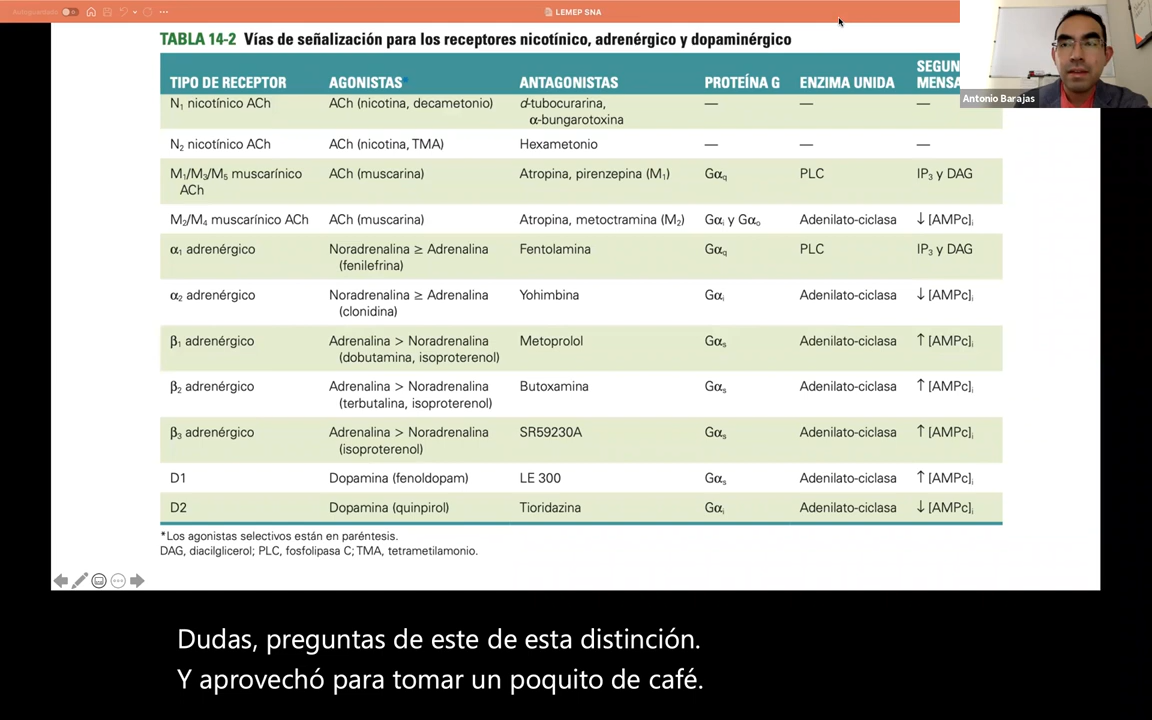 Autoguardado
LEMEP SNA
TABLA 14-2 Vías de señalización para los receptores nicotínico, adrenérgico y dopaminérgico
TIPO DE RECEPTOR AGONISTAS* ANTAGONISTAS PROTEÍNA G ENZIMA UNIDA SEGUN MENSA
Antonio Barajas
N₁ nicotínico ACh ACh (nicotina, decametonio) d-tubocurarina, — — —
α-bungarotoxina
N₂ nicotínico ACh ACh (nicotina, TMA) Hexametonio — — —
M₁/M₃/M₅ muscarínico ACh (muscarina) Atropina, pirenzepina (M₁) Gαq PLC IP₃ y DAG
ACh
M₂/M₄ muscarínico ACh ACh (muscarina) Atropina, metoctramina (M₂) Gαᵢ y Gαₒ Adenilato-ciclasa ↓ [AMPc]ᵢ
α₁ adrenérgico Noradrenalina ≥ Adrenalina Fentolamina Gαq PLC IP₃ y DAG
(fenilefrina)
α₂ adrenérgico Noradrenalina ≥ Adrenalina Yohimbina Gαᵢ Adenilato-ciclasa ↓ [AMPc]ᵢ
(clonidina)
β₁ adrenérgico Adrenalina > Noradrenalina Metoprolol Gαₛ Adenilato-ciclasa ↑ [AMPc]ᵢ
(dobutamina, isoproterenol)
β₂ adrenérgico Adrenalina > Noradrenalina Butoxamina Gαₛ Adenilato-ciclasa ↑ [AMPc]ᵢ
(terbutalina, isoproterenol)
β₃ adrenérgico Adrenalina > Noradrenalina SR59230A Gαₛ Adenilato-ciclasa ↑ [AMPc]ᵢ
(isoproterenol)
D1 Dopamina (fenoldopam) LE 300 Gαₛ Adenilato-ciclasa ↑ [AMPc]ᵢ
D2 Dopamina (quinpirol) Tioridazina Gαᵢ Adenilato-ciclasa ↓ [AMPc]ᵢ
*Los agonistas selectivos están en paréntesis.
DAG, diacilglicerol; PLC, fosfolipasa C; TMA, tetrametilamonio.
Dudas, preguntas de este de esta distinción.
Y aprovechó para tomar un poquito de café.